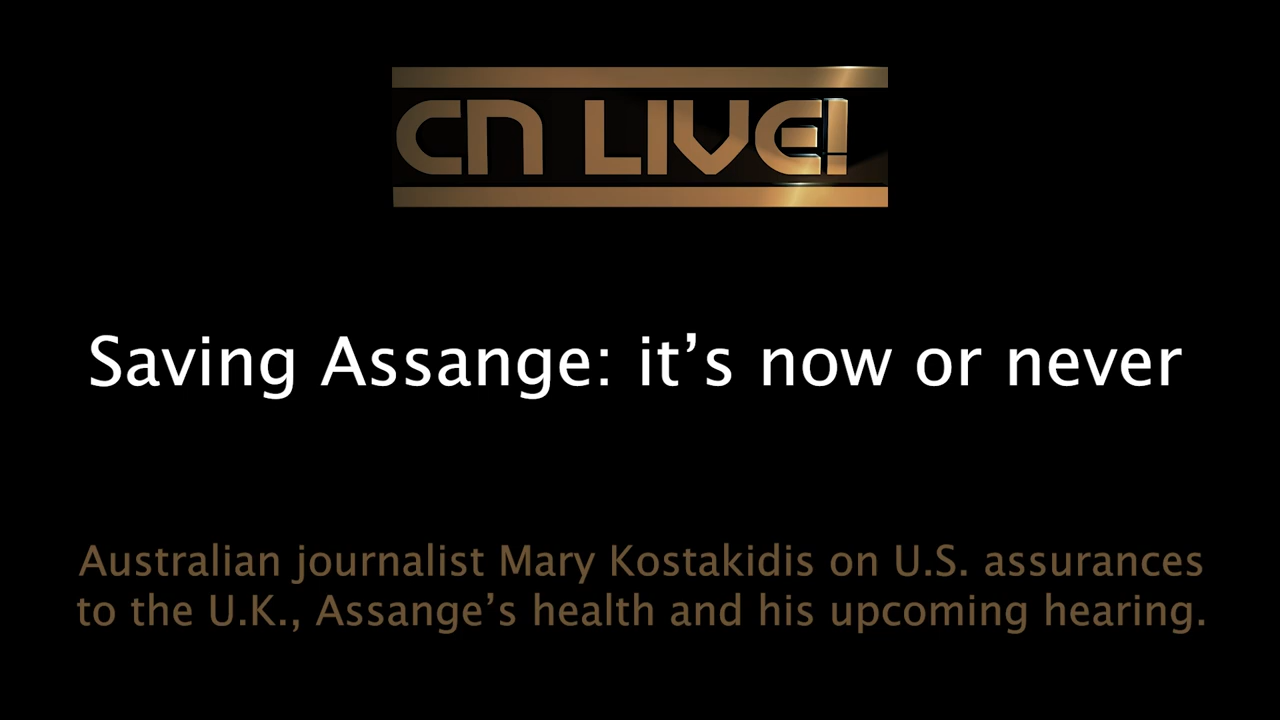 CN LIVE!
Saving Assange: it’s now or never
Australian journalist Mary Kostakidis on U.S. assurances
to the U.K., Assange’s health and his upcoming hearing.